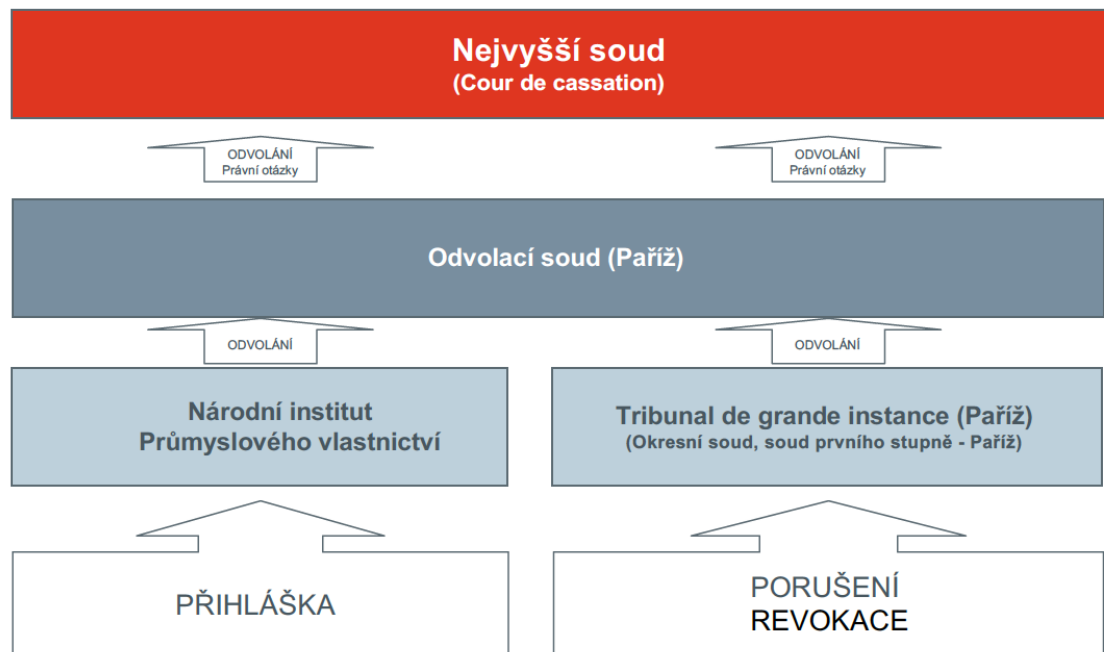 Nejvyšší soud
(Cour de cassation)
ODVOLÁNÍ
Právní otázky
ODVOLÁNÍ
Právní otázky
Odvolací soud (Paříž)
ODVOLÁNÍ
ODVOLÁNÍ
Národní institut
Průmyslového vlastnictví
Tribunal de grande instance (Paříž)
(Okresní soud, soud prvního stupně - Paříž)
PŘIHLÁŠKA
PORUŠENÍ
REVOKACE